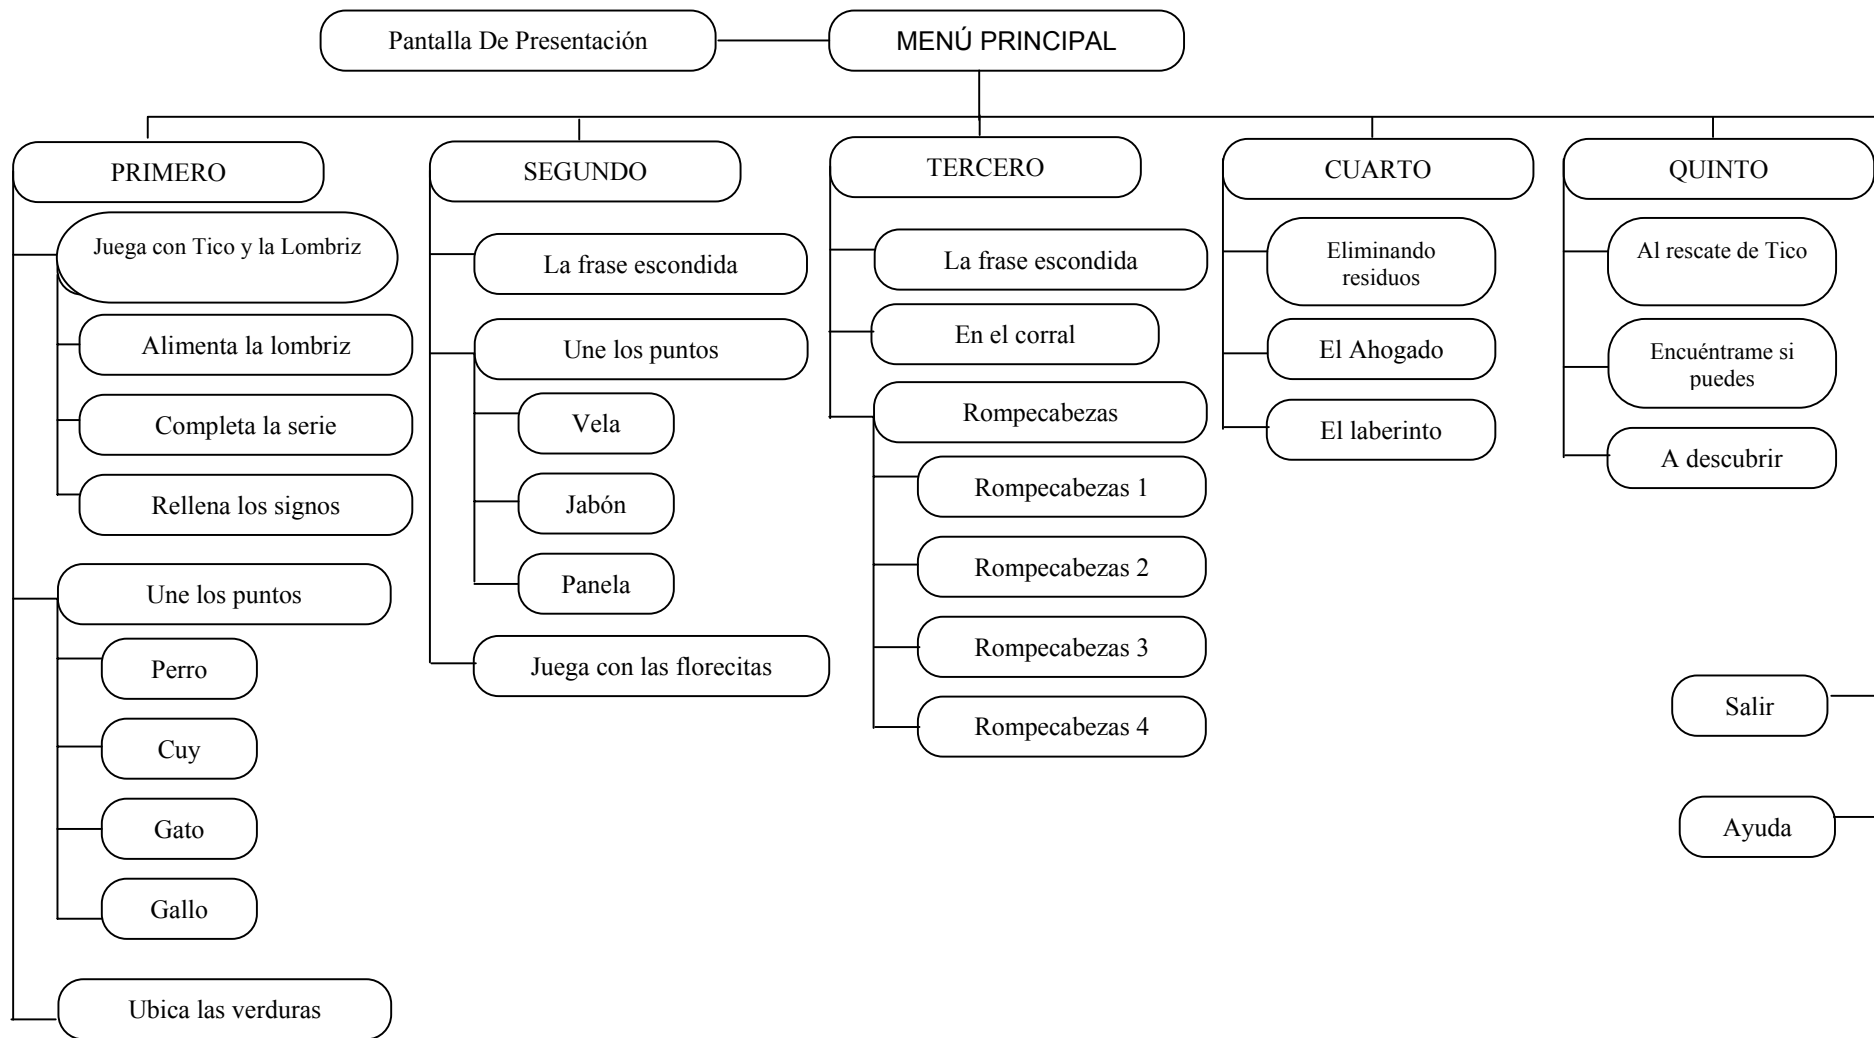 Pantalla De Presentación
MENÚ PRINCIPAL
PRIMERO
Juega con Tico y la Lombriz
Alimenta la lombriz
Completa la serie
Rellena los signos
Une los puntos
Perro
Cuy
Gato
Gallo
Ubica las verduras
SEGUNDO
La frase escondida
Une los puntos
Vela
Jabón
Panela
Juega con las florecitas
TERCERO
La frase escondida
En el corral
Rompecabezas
Rompecabezas 1
Rompecabezas 2
Rompecabezas 3
Rompecabezas 4
CUARTO
Eliminando
residuos
El Ahogado
El laberinto
QUINTO
Al rescate de Tico
Encuéntrame si
puedes
A descubrir
Salir
Ayuda